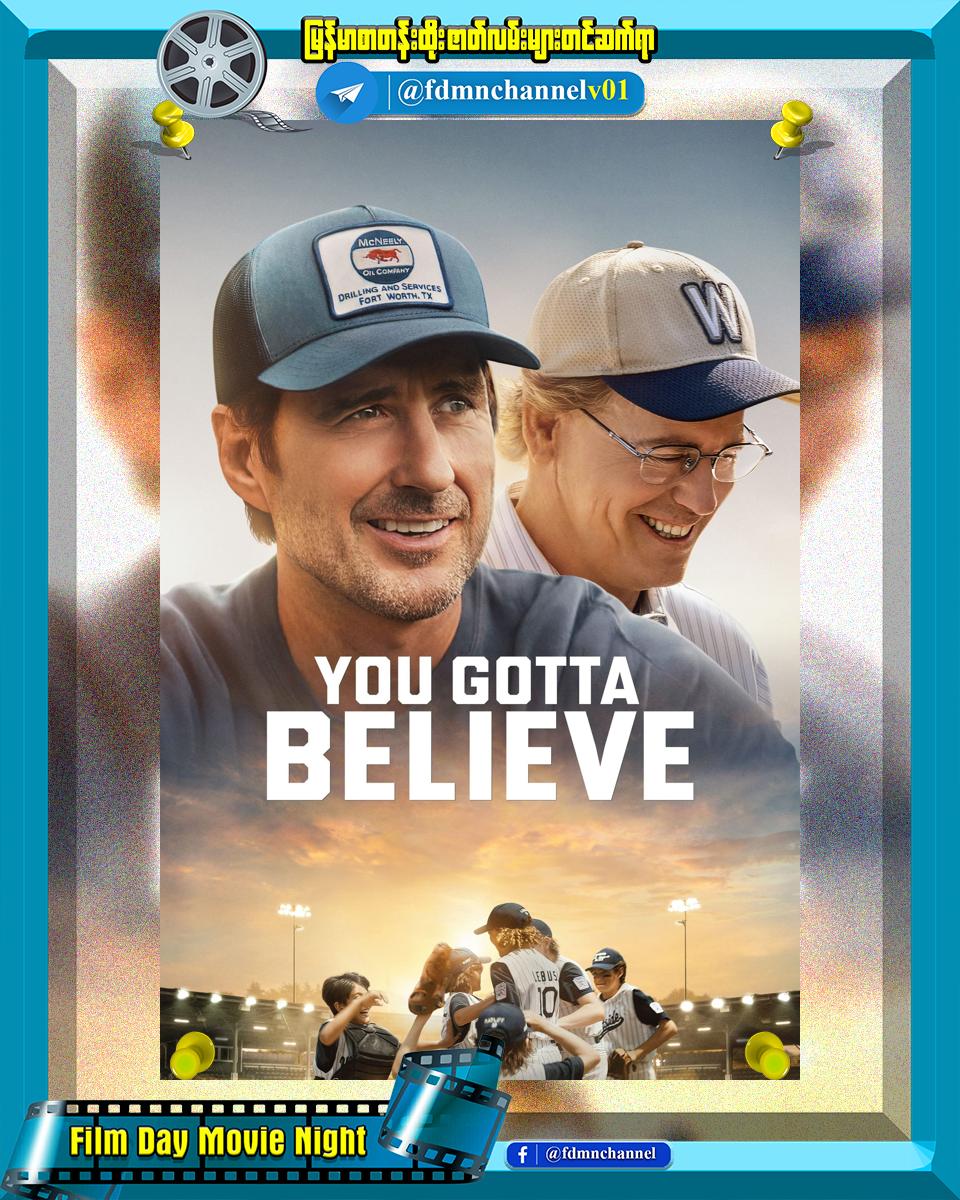 မြန်မာစာတန်းထိုးဇာတ်လမ်းများတင်ဆက်ရာ
@fdmnchannelv01
McNEELY
OIL COMPANY
DRILLING AND SERVICES
FORT WORTH, TX
W
YOU GOTTA
BELIEVE
LEBUS
10
Film Day Movie Night
@fdmnchannel